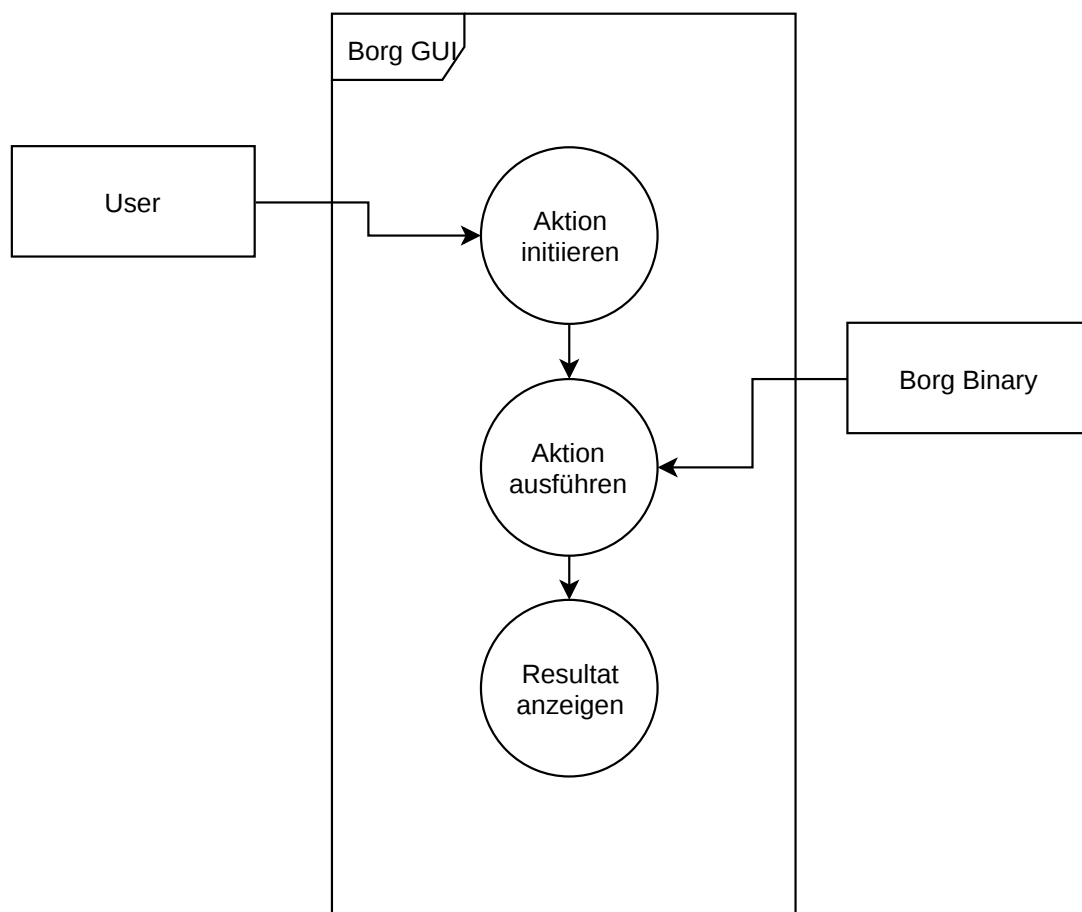 Borg GUI
User
Aktion
initiieren
Borg Binary
Aktion
ausführen
Resultat
anzeigen